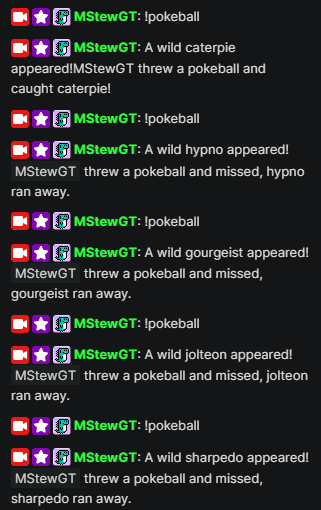 MStewGT: !pokeball
MStewGT: A wild caterpie
appeared!MStewGT threw a pokeball and
caught caterpie!
MStewGT: !pokeball
MStewGT: A wild hypno appeared!
MStewGT threw a pokeball and missed, hypno
ran away.
MStewGT: !pokeball
MStewGT: A wild gourgeist appeared!
MStewGT threw a pokeball and missed,
gourgeist ran away.
MStewGT: !pokeball
MStewGT: A wild jolteon appeared!
MStewGT threw a pokeball and missed, jolteon
ran away.
MStewGT: !pokeball
MStewGT: A wild sharpedo appeared!
MStewGT threw a pokeball and missed,
sharpedo ran away.